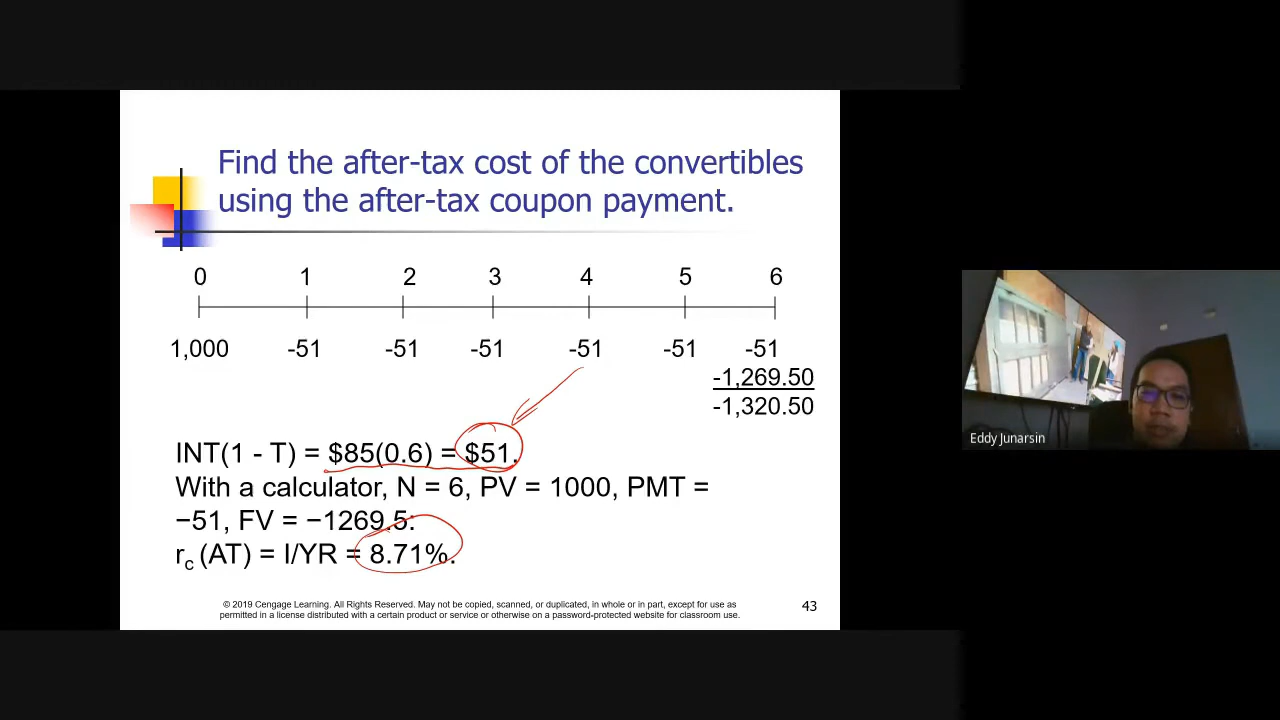 Find the after-tax cost of the convertibles
using the after-tax coupon payment.
0 1 2 3 4 5 6
1,000 -51 -51 -51 -51 -51 -51
-1,269.50
-1,320.50
INT(1 - T) = $85(0.6) = $51.
With a calculator, N = 6, PV = 1000, PMT =
−51, FV = −1269.5:
rc (AT) = I/YR = 8.71%.
© 2019 Cengage Learning. All Rights Reserved. May not be copied, scanned, or duplicated, in whole or in part, except for use as
permitted in a license distributed with a certain product or service or otherwise on a password-protected website for classroom use.
43
Eddy Junarsin